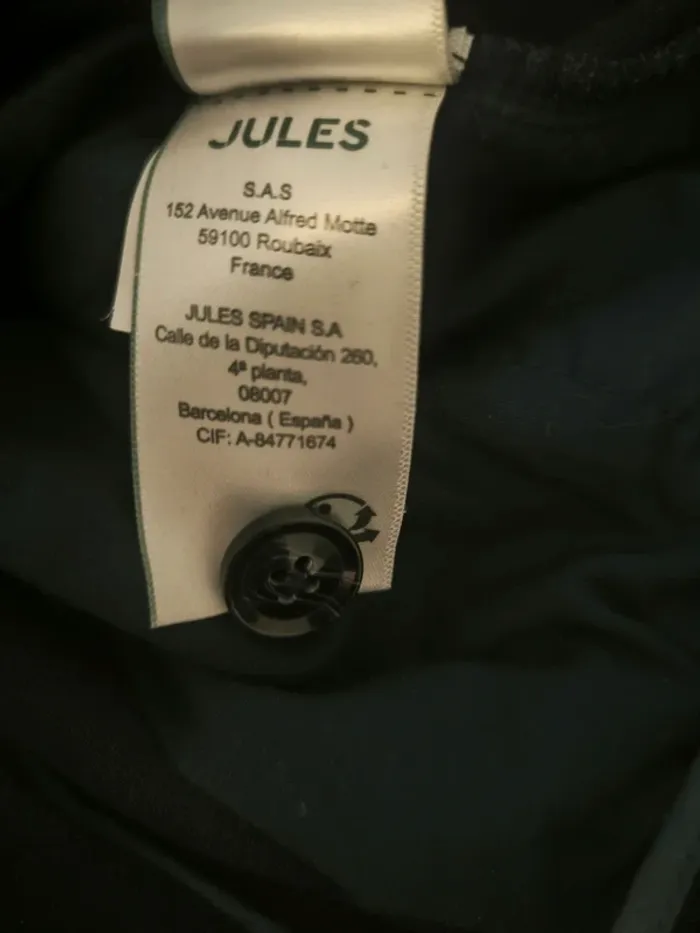 JULES
S.A.S
152 Avenue Alfred Motte
59100 Roubaix
France
JULES SPAIN S.A
Calle de la Diputación 260,
4ª planta,
08007
Barcelona ( España )
CIF: A-84771674